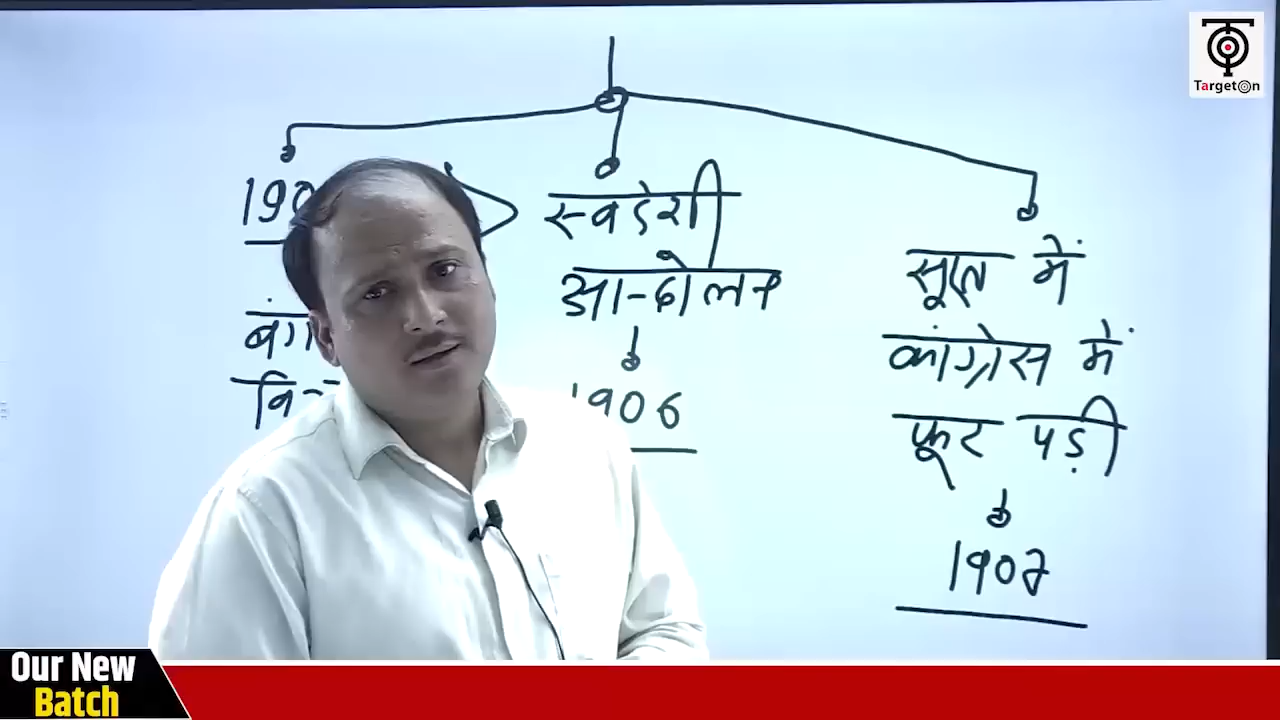 TargetOn
स्वदेशी
आन्दोलन
1906
सूरत में
कांग्रेस में
फूट पड़ी
1907
Our New
Batch